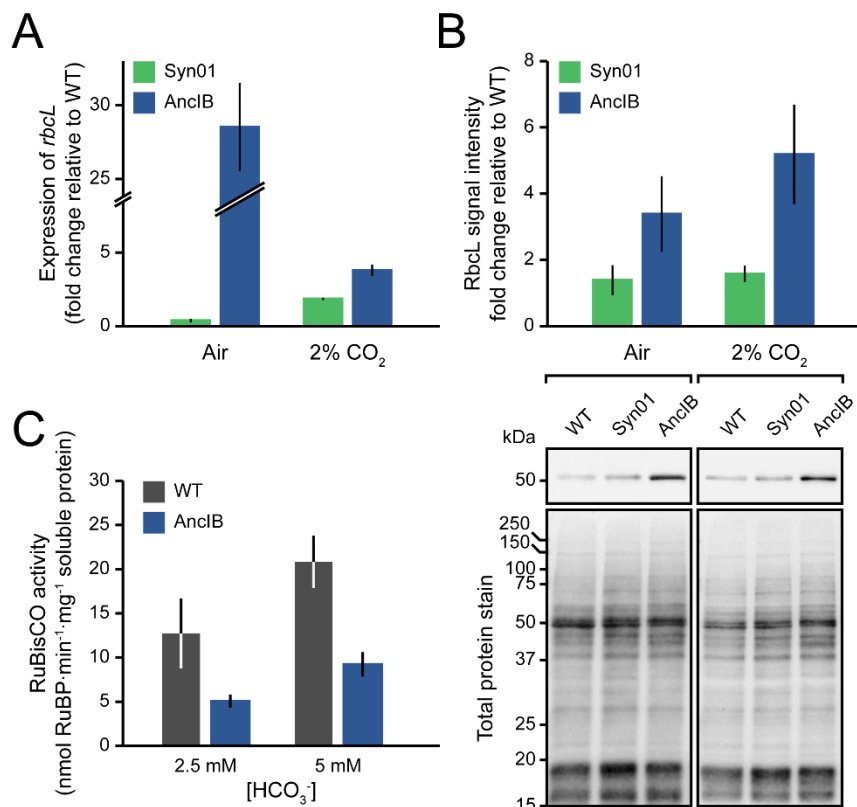 A
Syn01
AncIB
Expression of rbcL
(fold change relative to WT)
30
25
5
0
Air
2% CO₂
B
Syn01
AncIB
RbcL signal intensity
fold change relative to WT)
8
6
4
2
0
Air
2% CO₂
kDa
WT
Syn01
AncIB
WT
Syn01
AncIB
50
Total protein stain
250
150
100
75
50
37
25
20
15
C
WT
AncIB
RuBisCO activity
(nmol RuBP·min⁻¹·mg⁻¹ soluble protein)
30
25
20
15
10
5
0
2.5 mM
5 mM
[HCO₃⁻]